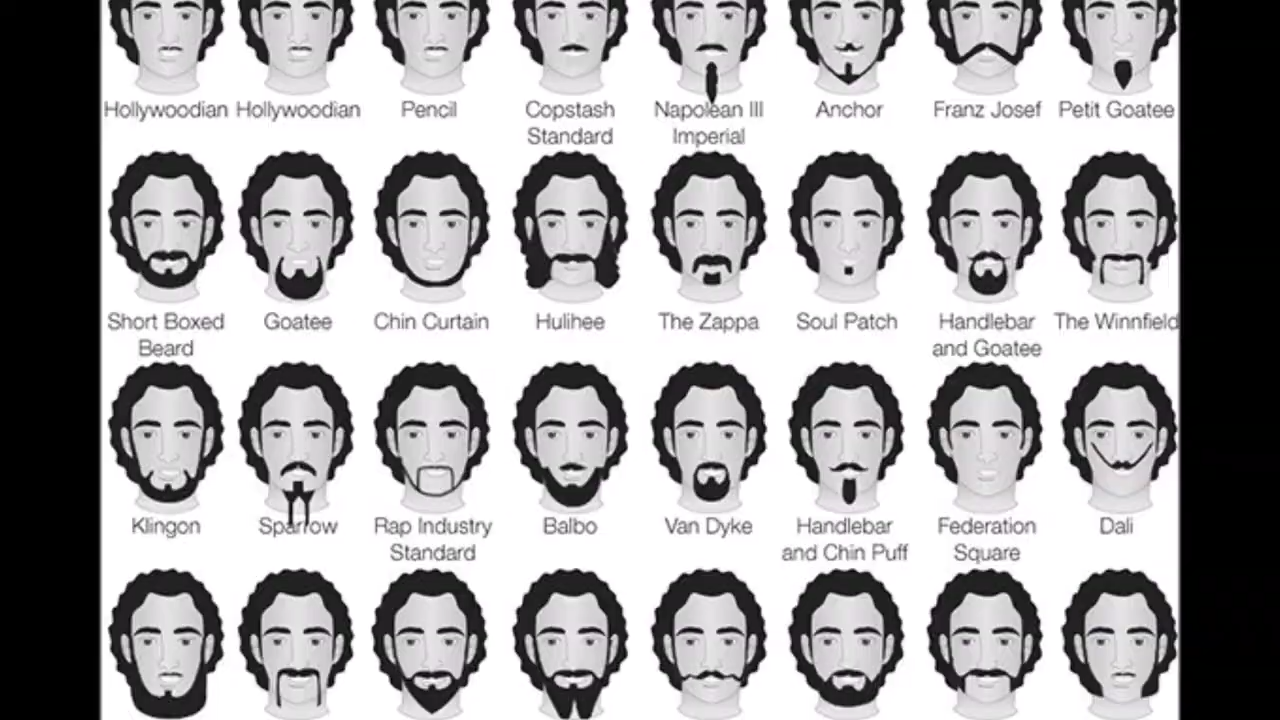 Hollywoodian Hollywoodian Pencil Copstash Napolean III Anchor Franz Josef Petit Goatee
Standard Imperial
Short Boxed Goatee Chin Curtain Hulihee The Zappa Soul Patch Handlebar The Winnfield
Beard and Goatee
Klingon Sparrow Rap Industry Balbo Van Dyke Handlebar Federation Dali
Standard and Chin Puff Square